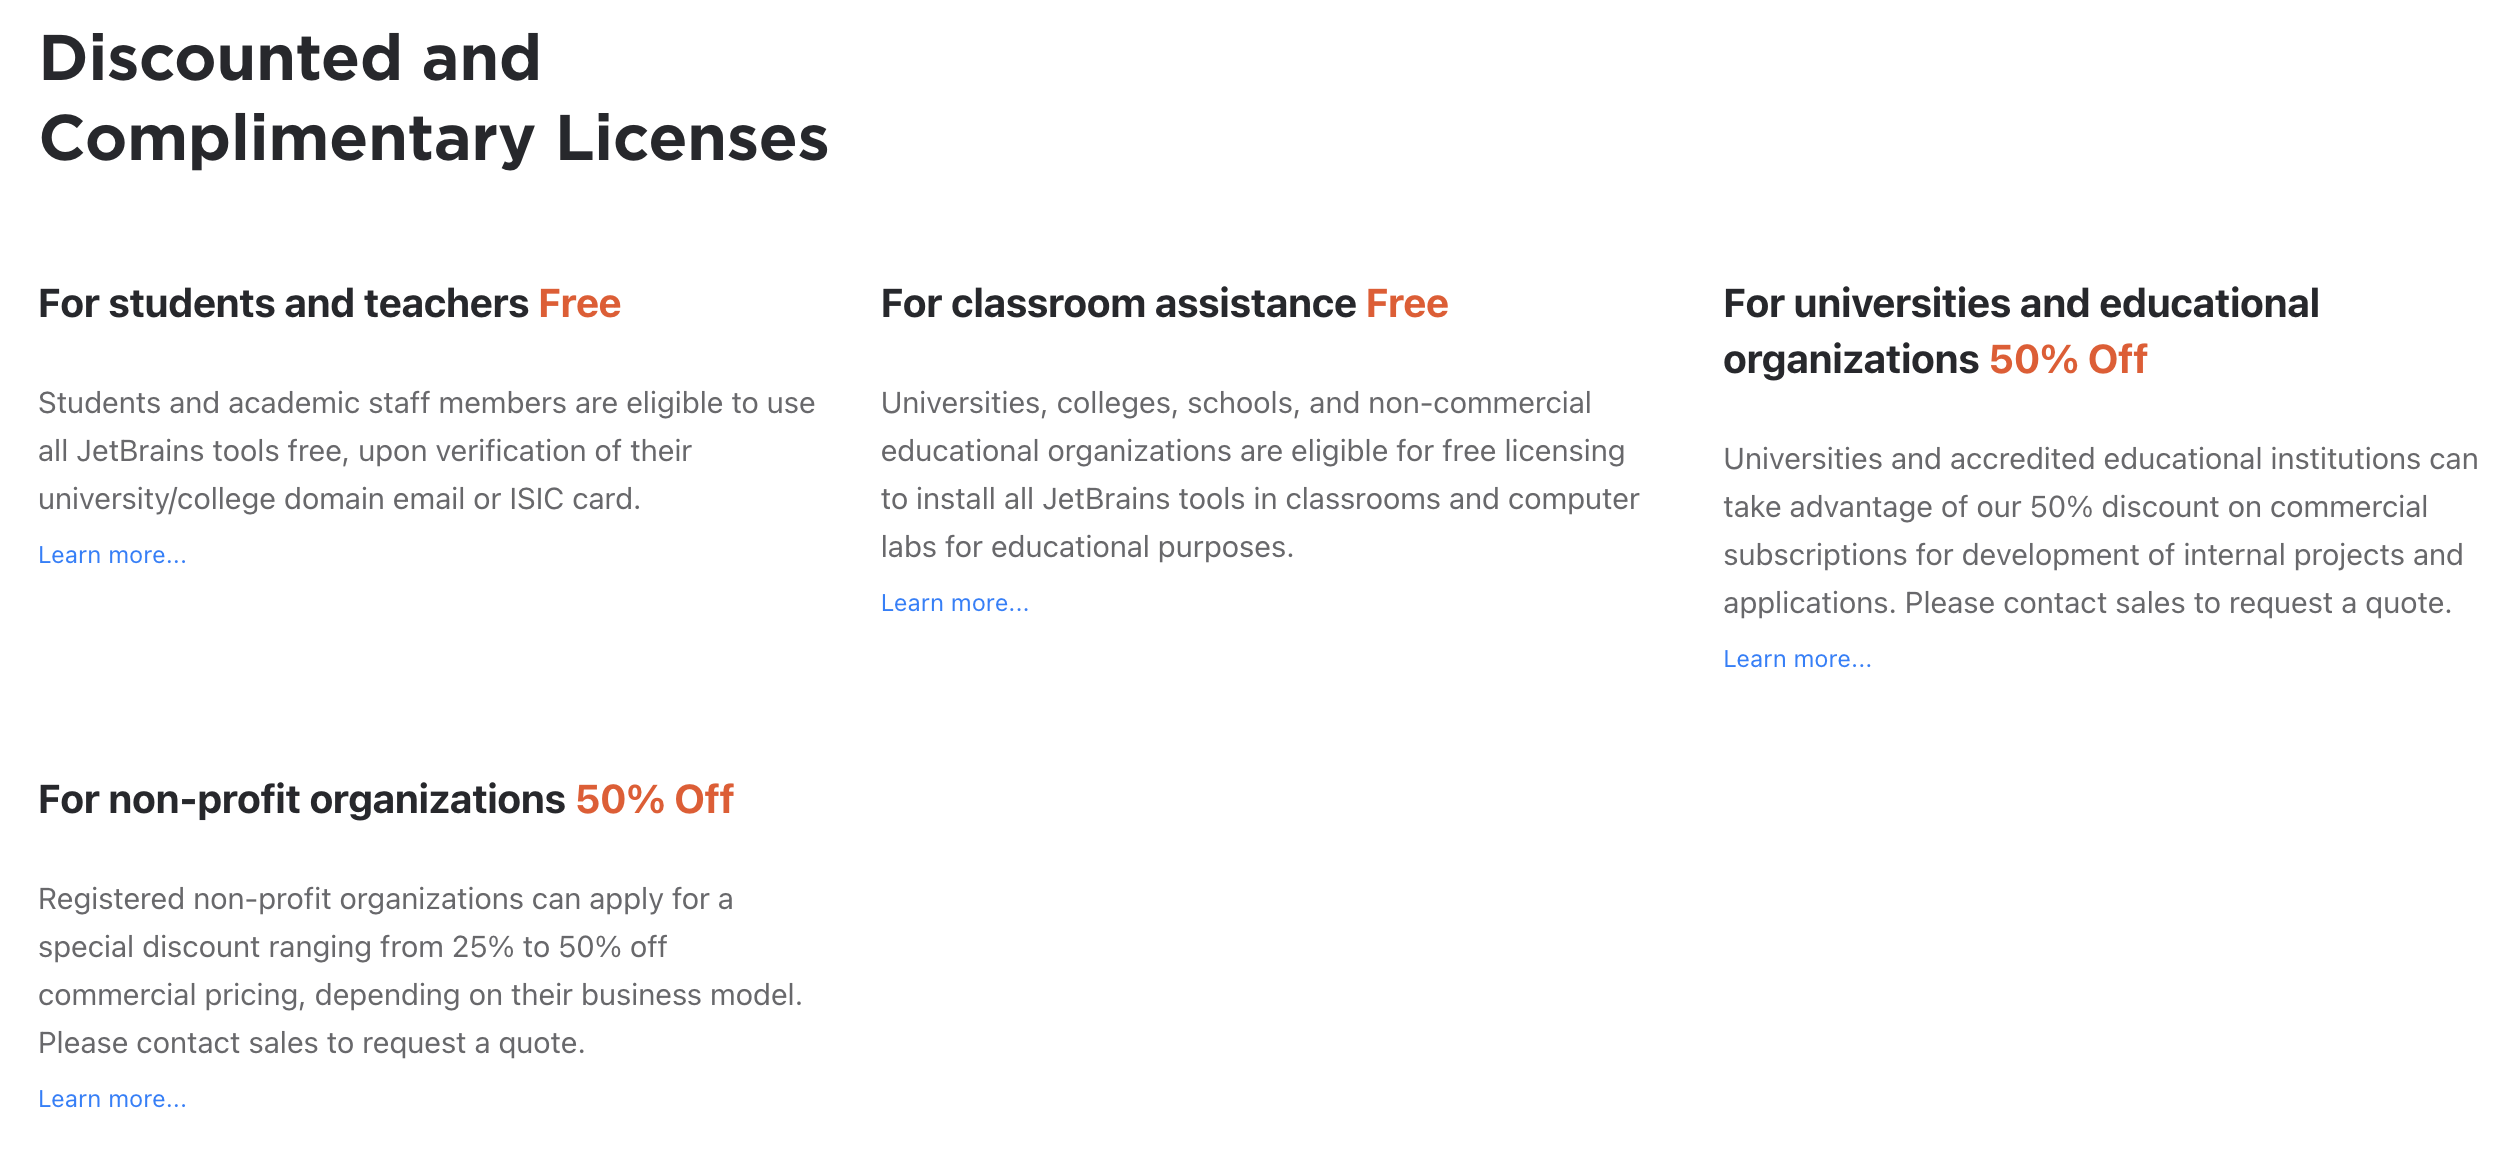 Discounted and
Complimentary Licenses
For students and teachers Free
Students and academic staff members are eligible to use
all JetBrains tools free, upon verification of their
university/college domain email or ISIC card.
Learn more...
For classroom assistance Free
Universities, colleges, schools, and non-commercial
educational organizations are eligible for free licensing
to install all JetBrains tools in classrooms and computer
labs for educational purposes.
Learn more...
For universities and educational
organizations 50% Off
Universities and accredited educational institutions can
take advantage of our 50% discount on commercial
subscriptions for development of internal projects and
applications. Please contact sales to request a quote.
Learn more...
For non-profit organizations 50% Off
Registered non-profit organizations can apply for a
special discount ranging from 25% to 50% off
commercial pricing, depending on their business model.
Please contact sales to request a quote.
Learn more...